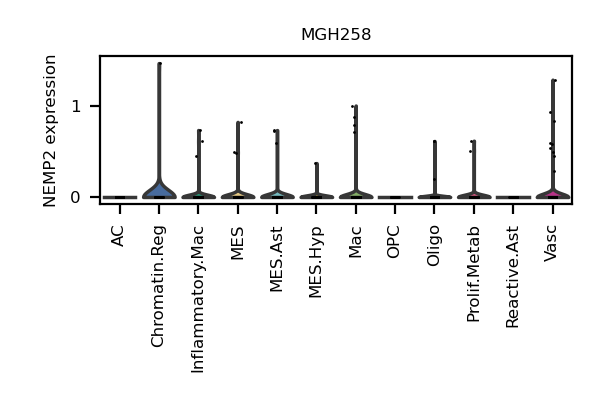 MGH258
NEMP2 expression
1
0
AC
Chromatin.Reg
Inflammatory.Mac
MES
MES.Ast
MES.Hyp
Mac
OPC
Oligo
Prolif.Metab
Reactive.Ast
Vasc